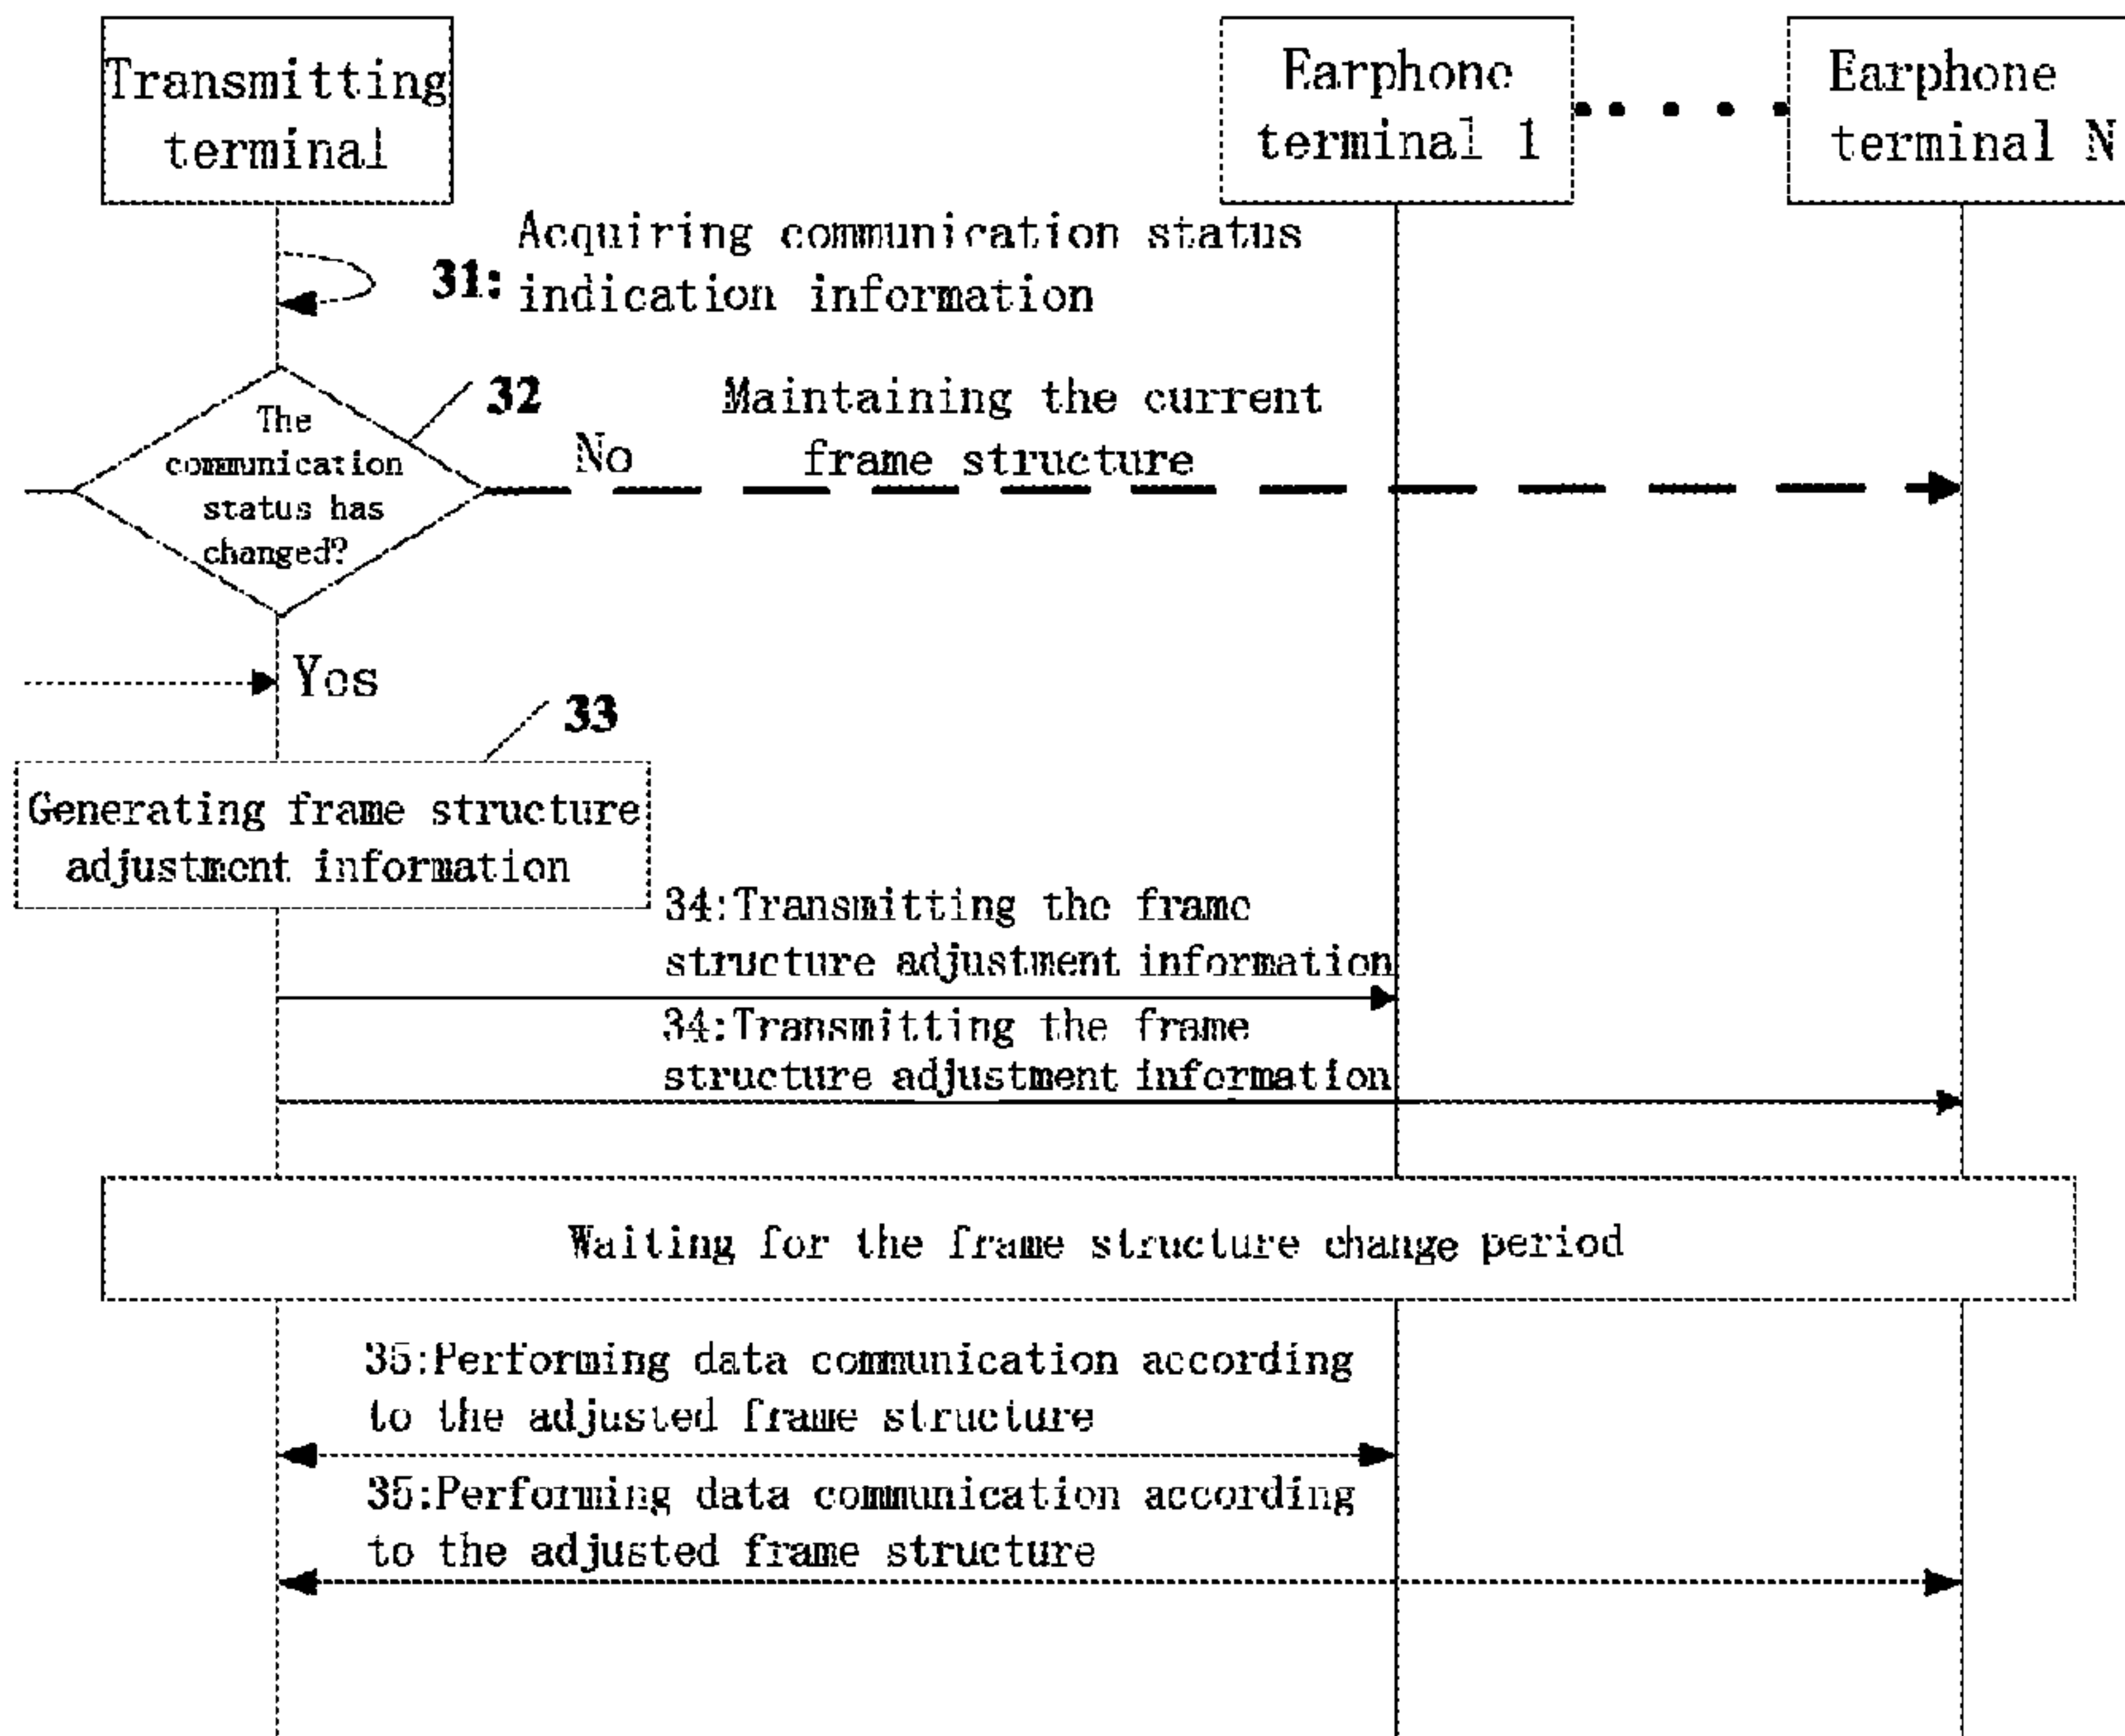 Transmitting
terminal
Earphone
terminal 1
Earphone
terminal N
Acquiring communication status
31: indication information
32
The
communication
status has
changed?
No
Maintaining the current
frame structure
Yes
33
Generating frame structure
adjustment information
34:Transmitting the frame
structure adjustment information
34:Transmitting the frame
structure adjustment information
Waiting for the frame structure change period
35:Performing data communication according
to the adjusted frame structure
35:Performing data communication according
to the adjusted frame structure